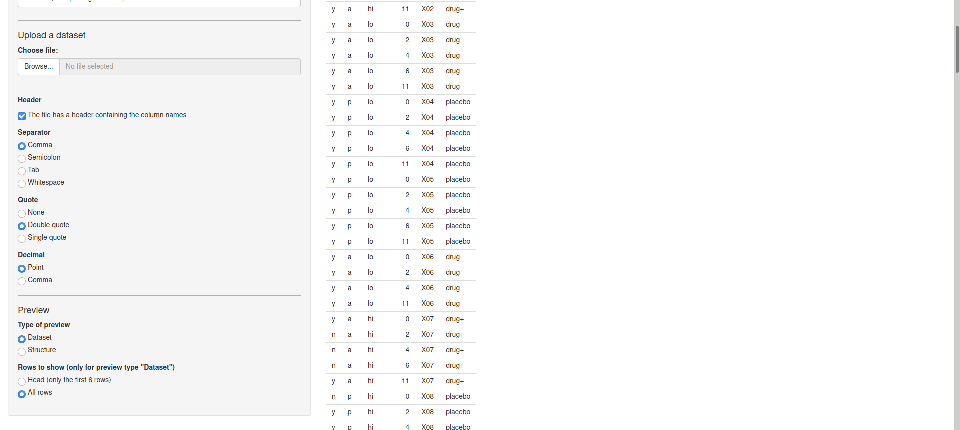 Upload a dataset
Choose file:
Browse... No file selected
Header
The file has a header containing the column names
Separator
Comma
Semicolon
Tab
Whitespace
Quote
None
Double quote
Single quote
Decimal
Point
Comma
Preview
Type of preview
Dataset
Structure
Rows to show (only for preview type "Dataset")
Head (only the first 6 rows)
All rows
y a hi 11 X02 drug+
y a lo 0 X03 drug
y a lo 2 X03 drug
y a lo 4 X03 drug
y a lo 6 X03 drug
y a lo 11 X03 drug
y p lo 0 X04 placebo
y p lo 2 X04 placebo
y p lo 4 X04 placebo
y p lo 6 X04 placebo
y p lo 11 X04 placebo
y p lo 0 X05 placebo
y p lo 2 X05 placebo
y p lo 4 X05 placebo
y p lo 6 X05 placebo
y p lo 11 X05 placebo
y a lo 0 X06 drug
y a lo 2 X06 drug
y a lo 4 X06 drug
y a lo 11 X06 drug
y a hi 0 X07 drug+
n a hi 2 X07 drug+
n a hi 4 X07 drug+
n a hi 6 X07 drug+
y a hi 11 X07 drug+
n p hi 0 X08 placebo
y p hi 2 X08 placebo
y p hi 4 X08 placebo